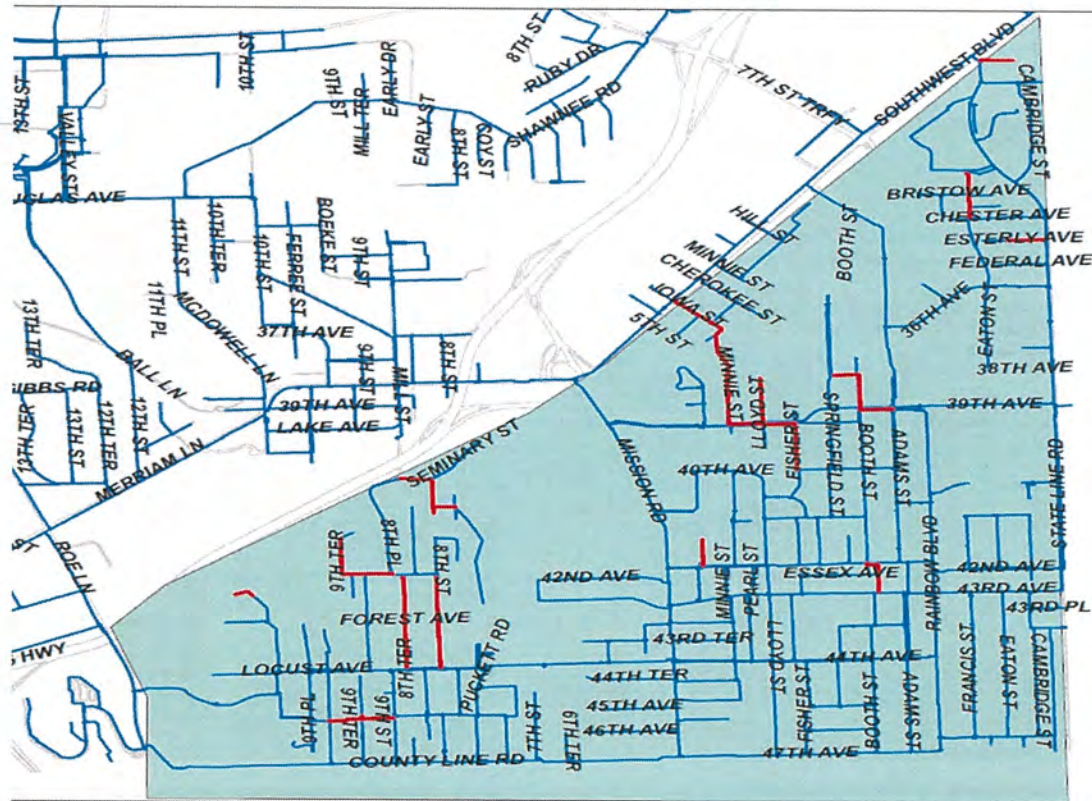 8TH ST
SOUTHWEST BLVD
10TH ST
9TH ST
MILL TER
EARLY DR
RUBY DR
7TH ST TRFY
CAMBRIDGE ST
19TH ST
EARLY ST
SHAWNEE RD
VALLEY ST
8TH ST
BRISTOW AVE
UGLAS AVE
CHESTER AVE
BOEKE ST
HILL ST
BOOTH ST
ESTERLY AVE
11TH ST
10TH TER
10TH ST
FERREE ST
9TH ST
MINNIE ST
FEDERAL AVE
CHEROKEE ST
IOWA ST
36TH AVE
EATON ST
13TH TER
11TH PL
MCDOWELL LN
5TH ST
37TH AVE
BALL LN
9TH ST
8TH ST
MINNIE ST
38TH AVE
GIBBS RD
39TH AVE
MILL ST
LLOYD ST
SPRINGFIELD ST
39TH AVE
13TH TER
13TH ST
12TH TER
12TH ST
LAKE AVE
FISHER ST
BOOTH ST
ADAMS ST
MERRIAM LN
SEMINARY ST
MISSION RD
40TH AVE
STATE LINE RD
ST
ROE LN
9TH TER
8TH PL
8TH ST
42ND AVE
MINNIE ST
PEARL ST
ESSEX AVE
RAINBOW BLVD
42ND AVE
43RD AVE
FOREST AVE
43RD PL
S HWY
43RD TER
LLOYD ST
LOCUST AVE
8TH TER
PUCKETT RD
44TH TER
44TH AVE
FRANCIS ST
EATON ST
CAMBRIDGE ST
9TH PL
9TH TER
9TH ST
7TH ST
6TH TER
45TH AVE
46TH AVE
FISHER ST
BOOTH ST
ADAMS ST
COUNTY LINE RD
47TH AVE